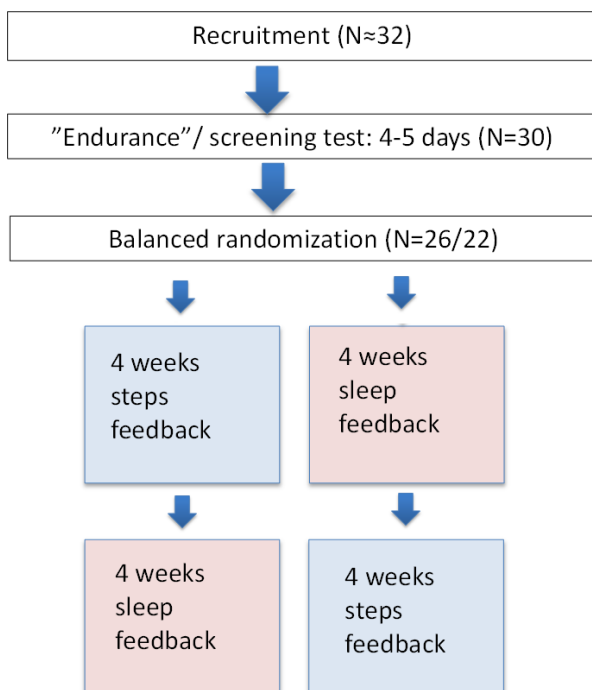 Recruitment (N≈32)
”Endurance”/ screening test: 4-5 days (N=30)
Balanced randomization (N=26/22)
4 weeks
steps
feedback
4 weeks
sleep
feedback
4 weeks
sleep
feedback
4 weeks
steps
feedback